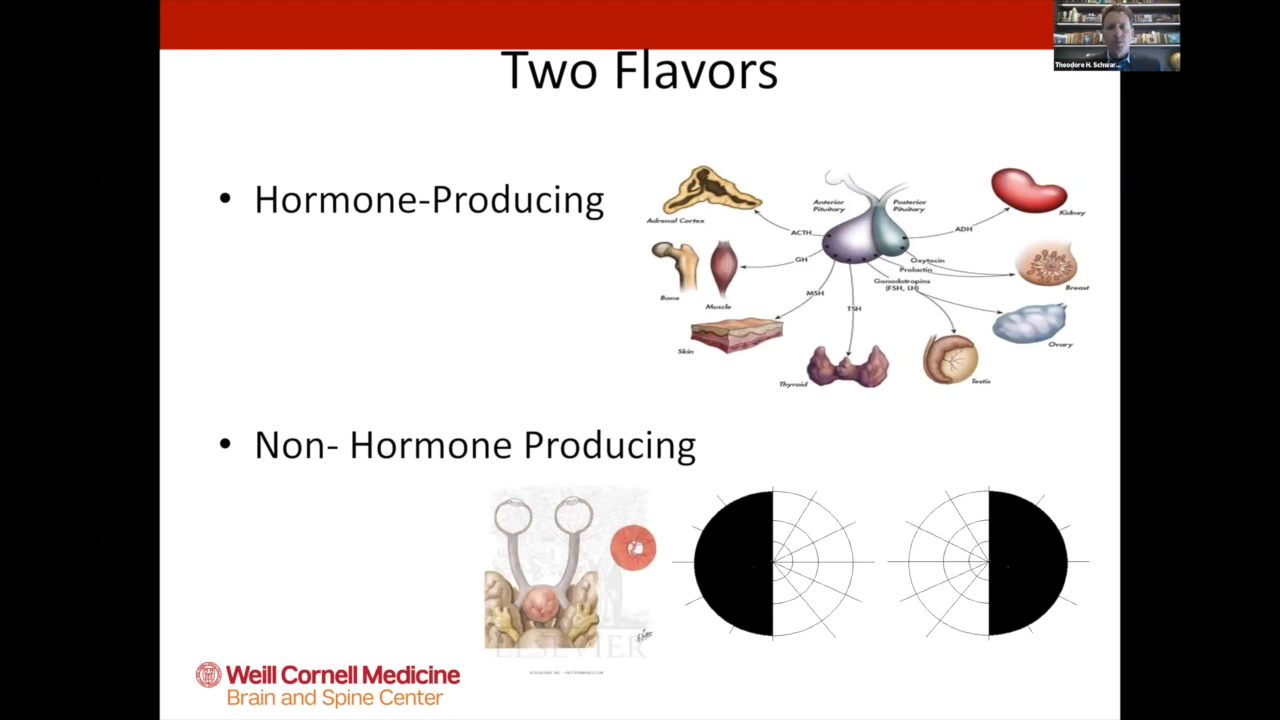 Two Flavors
Theodore H. Schwar...
• Hormone-Producing
Adrenal Cortex
Anterior
Pituitary
Posterior
Pituitary
Kidney
ACTH
ADH
GH
Oxytocin
Prolactin
Gonadotropins
(FSH, LH)
Breast
Bone
Muscle
MSH
TSH
Skin
Ovary
Thyroid
Testis
• Non- Hormone Producing
ELSEVIER
Weill Cornell Medicine
Brain and Spine Center